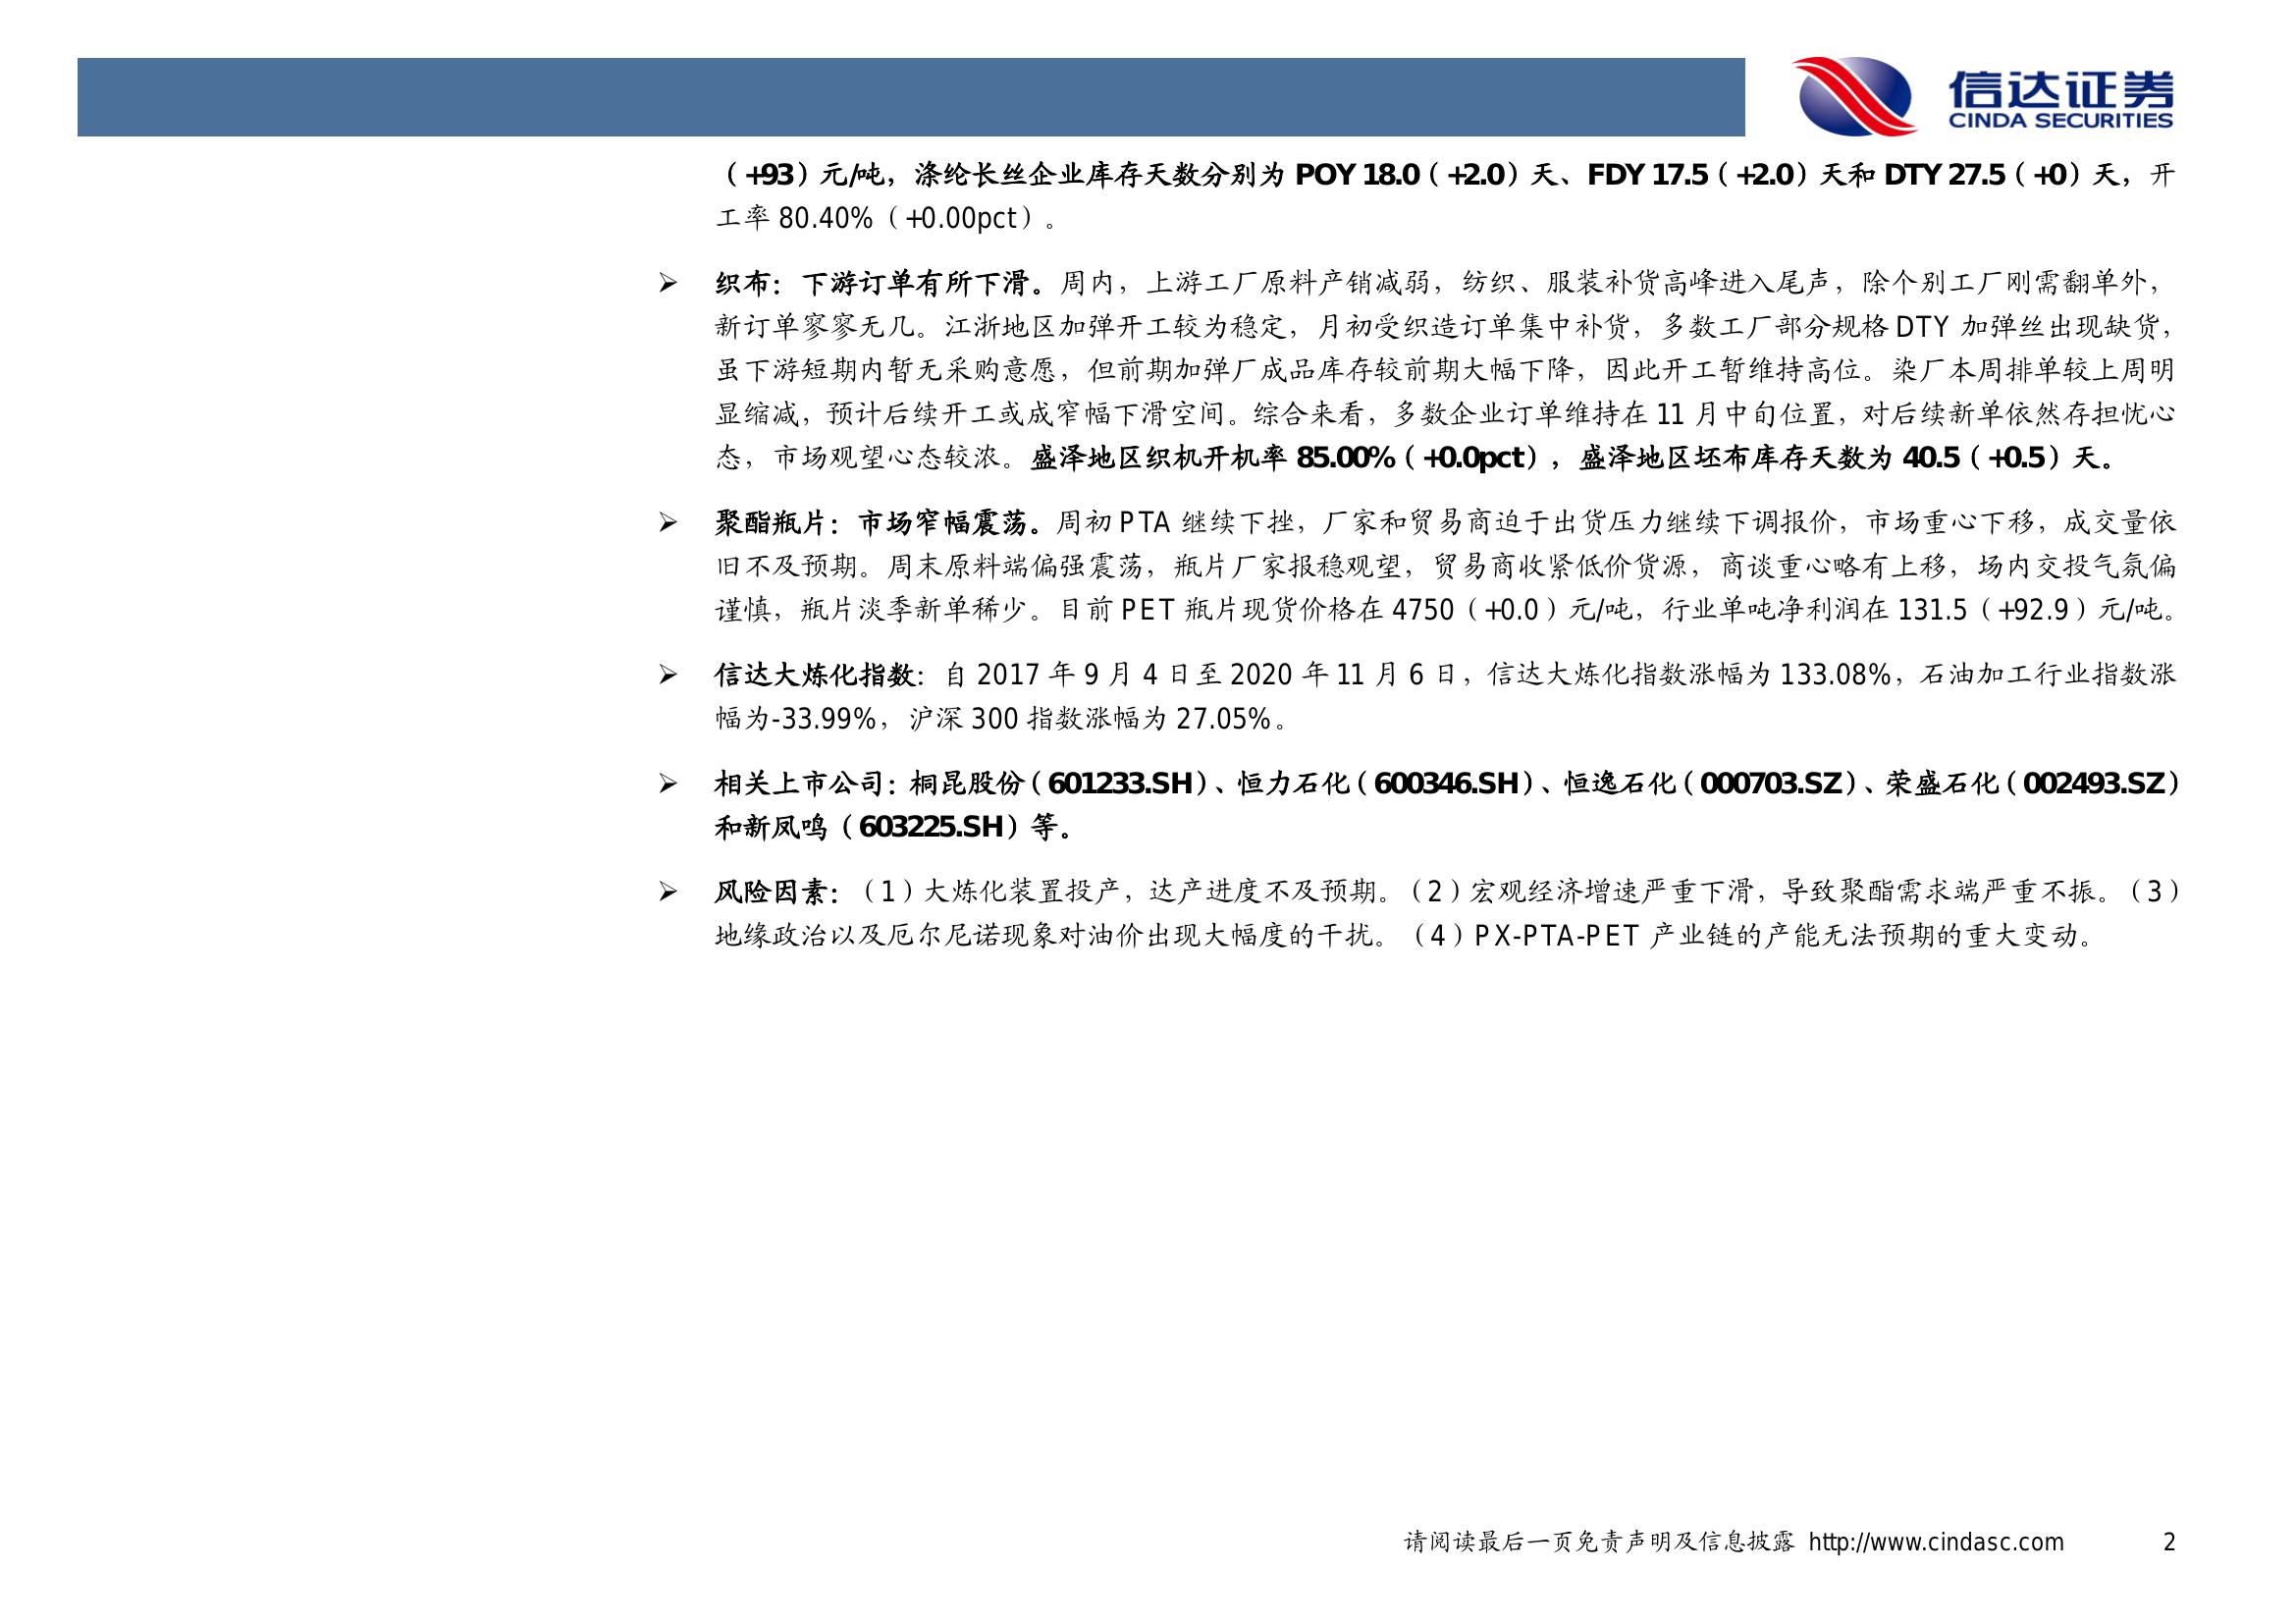 信达证券
CINDA SECURITIES
（+93）元/吨，涤纶长丝企业库存天数分别为 POY 18.0（+2.0）天、FDY 17.5（+2.0）天和 DTY 27.5（+0）天，开
工率 80.40%（+0.00pct）。
➢ 织布：下游订单有所下滑。周内，上游工厂原料产销减弱，纺织、服装补货高峰进入尾声，除个别工厂刚需翻单外，
新订单寥寥无几。江浙地区加弹开工较为稳定，月初受织造订单集中补货，多数工厂部分规格 DTY 加弹丝出现缺货，
虽下游短期内暂无采购意愿，但前期加弹厂成品库存较前期大幅下降，因此开工暂维持高位。染厂本周排单较上周明
显缩减，预计后续开工或成窄幅下滑空间。综合来看，多数企业订单维持在 11 月中旬位置，对后续新单依然存担忧心
态，市场观望心态较浓。盛泽地区织机开机率 85.00%（+0.0pct），盛泽地区坯布库存天数为 40.5（+0.5）天。
➢ 聚酯瓶片：市场窄幅震荡。周初 PTA 继续下挫，厂家和贸易商迫于出货压力继续下调报价，市场重心下移，成交量依
旧不及预期。周末原料端偏强震荡，瓶片厂家报稳观望，贸易商收紧低价货源，商谈重心略有上移，场内交投气氛偏
谨慎，瓶片淡季新单稀少。目前 PET 瓶片现货价格在 4750（+0.0）元/吨，行业单吨净利润在 131.5（+92.9）元/吨。
➢ 信达大炼化指数：自 2017 年 9 月 4 日至 2020 年 11 月 6 日，信达大炼化指数涨幅为 133.08%，石油加工行业指数涨
幅为-33.99%，沪深 300 指数涨幅为 27.05%。
➢ 相关上市公司：桐昆股份（601233.SH）、恒力石化（600346.SH）、恒逸石化（000703.SZ）、荣盛石化（002493.SZ）
和新凤鸣（603225.SH）等。
➢ 风险因素：（1）大炼化装置投产，达产进度不及预期。（2）宏观经济增速严重下滑，导致聚酯需求端严重不振。（3）
地缘政治以及厄尔尼诺现象对油价出现大幅度的干扰。（4）PX-PTA-PET 产业链的产能无法预期的重大变动。
请阅读最后一页免责声明及信息披露 http://www.cindasc.com 2